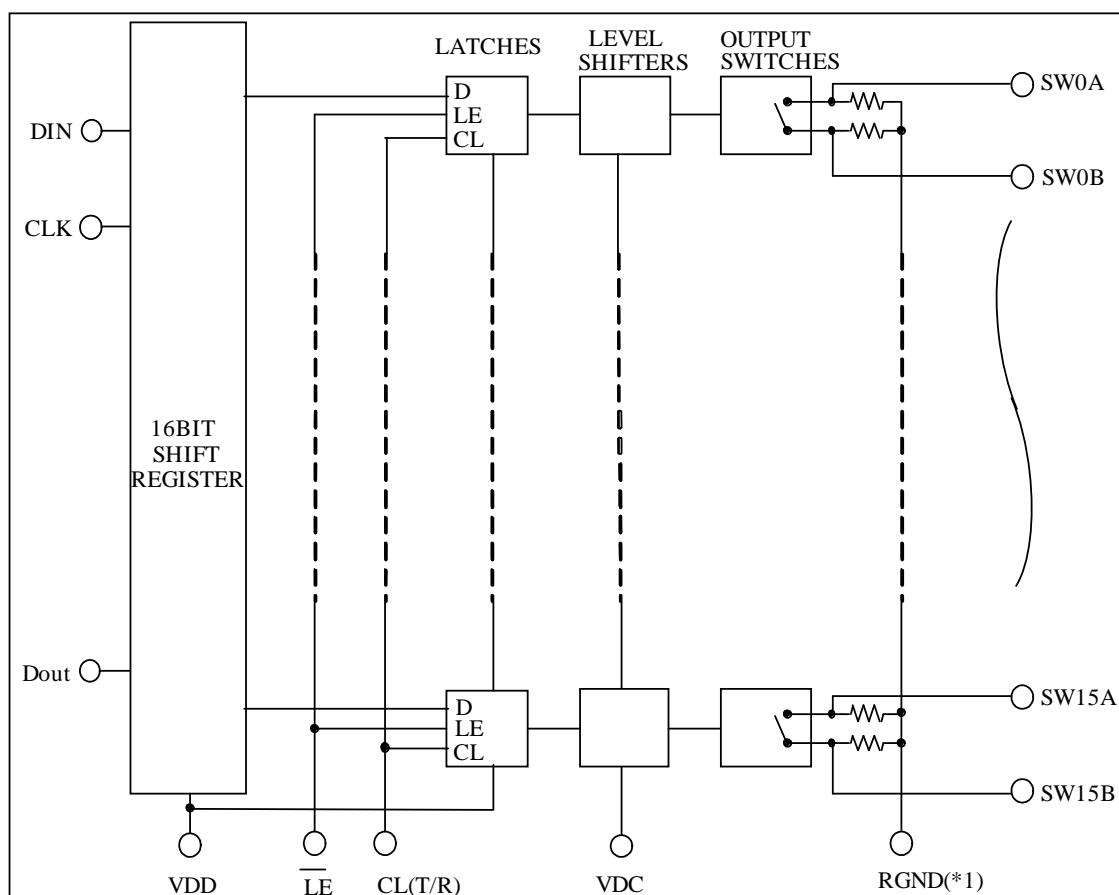 LATCHES
LEVEL
SHIFTERS
OUTPUT
SWITCHES
D
LE
CL
DIN
CLK
SW0A
SW0B
16BIT
SHIFT
REGISTER
Dout
D
LE
CL
SW15A
SW15B
VDD
L̅E̅
CL(T/R)
VDC
RGND(*1)